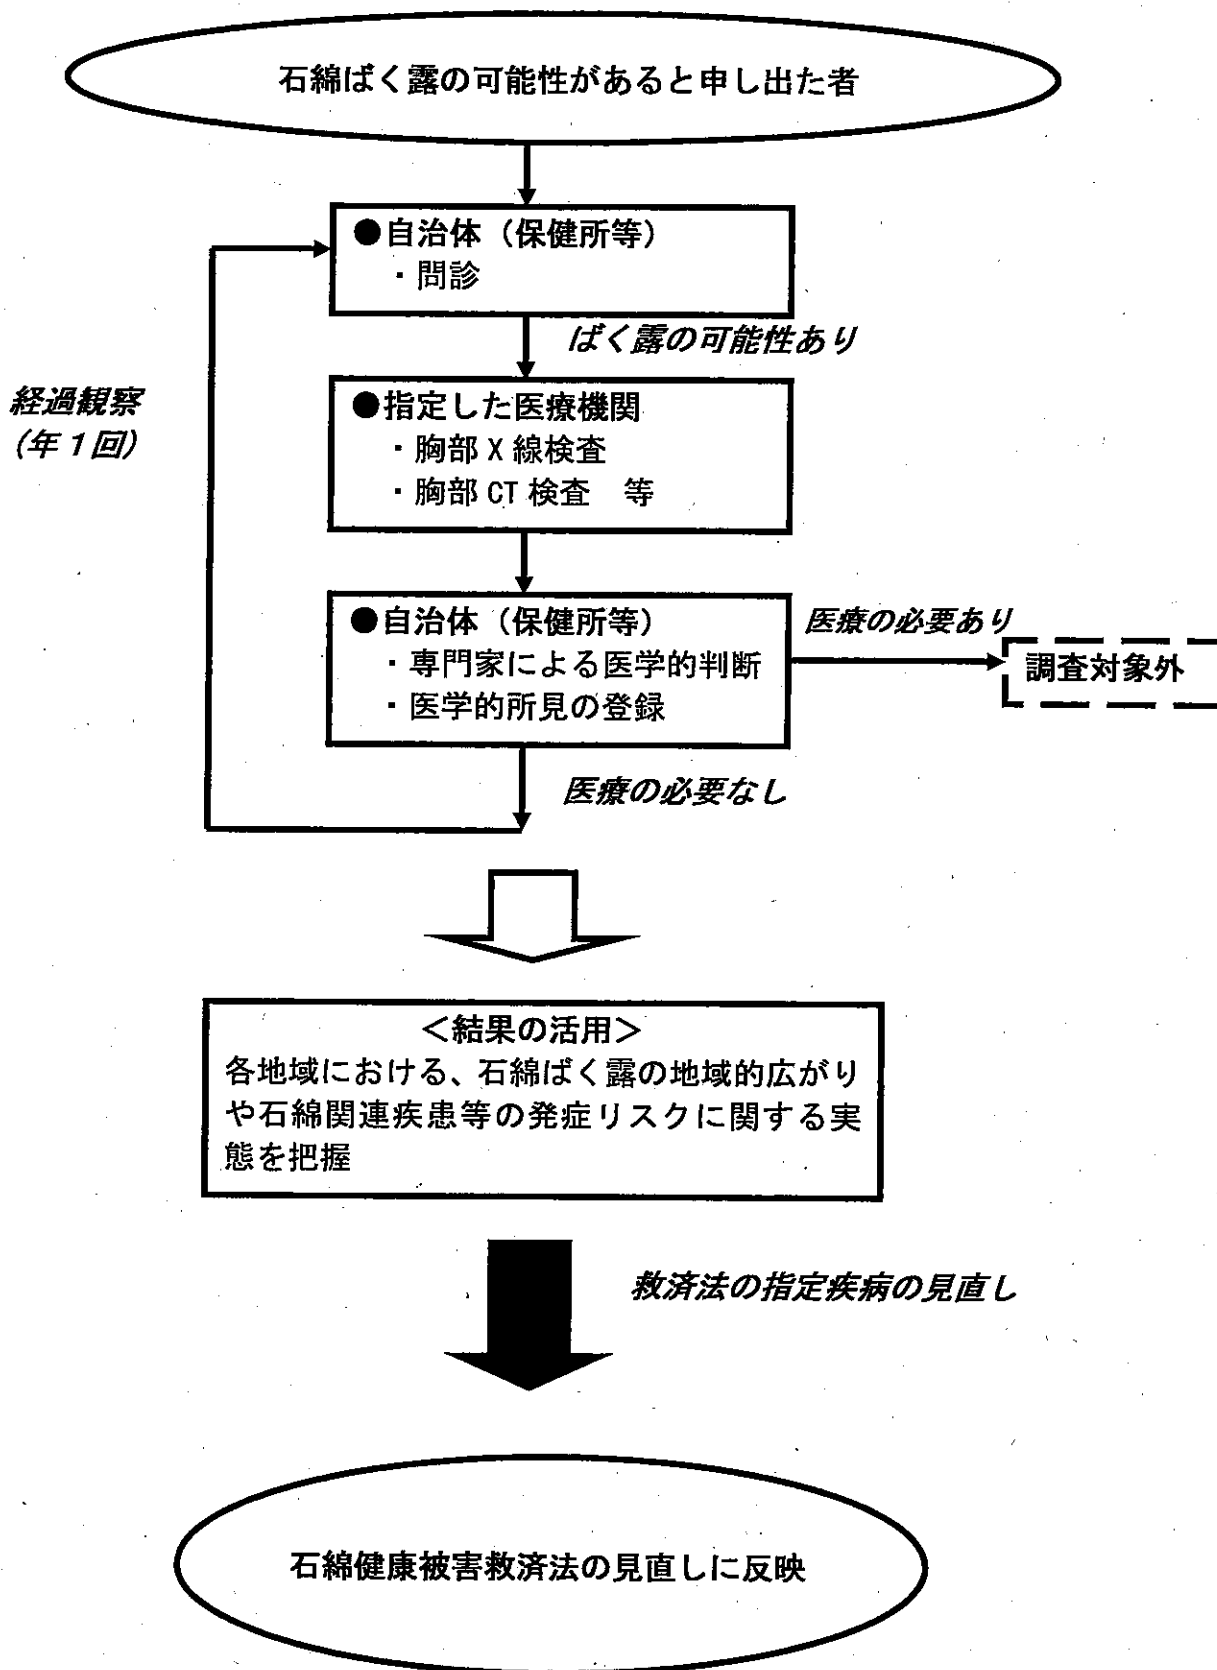 石綿ばく露の可能性があると申し出た者
●自治体（保健所等）
・問診
ばく露の可能性あり
経過観察
(年1回)
●指定した医療機関
・胸部X線検査
・胸部CT検査　等
●自治体（保健所等）
・専門家による医学的判断
・医学的所見の登録
医療の必要あり
調査対象外
医療の必要なし
＜結果の活用＞
各地域における、石綿ばく露の地域的広がり
や石綿関連疾患等の発症リスクに関する実
態を把握
救済法の指定疾病の見直し
石綿健康被害救済法の見直しに反映